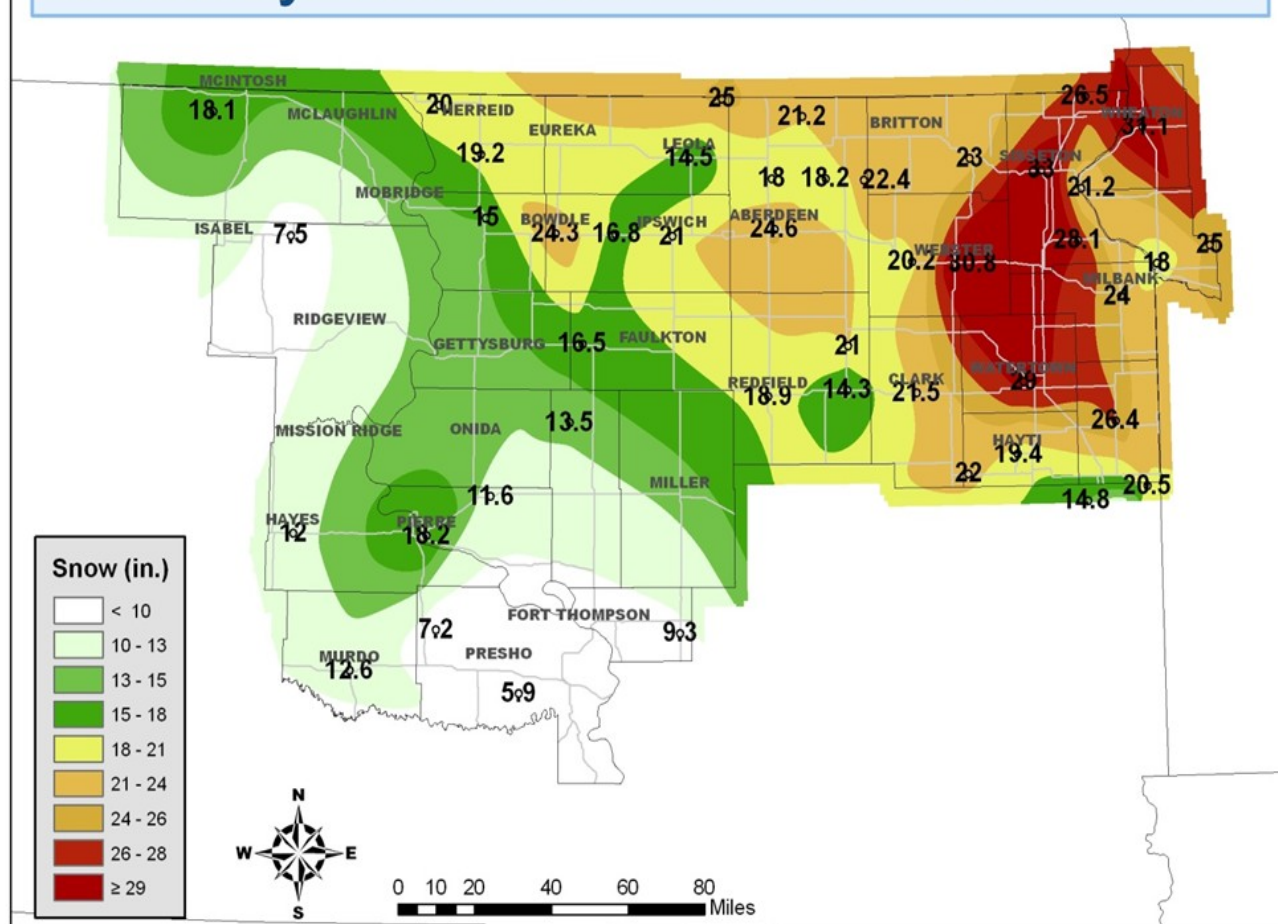 MCINTOSH
18.1
MCLAUGHLIN
20
HERREID
EUREKA
25
21.2
BRITTON
26.5
WHEATON
31.1
19.2
LEOLA
14.5
18
18.2
22.4
23
SISSETON
33
21.2
MOBRIDGE
15
ISABEL
7.5
BOWDLE
24.3
16.8
IPSWICH
21
ABERDEEN
24.6
20.2
WEBSTER
30.8
28.1
18
25
MILBANK
24
RIDGEVIEW
GETTYSBURG
16.5
FAULKTON
21
REDFIELD
18.9
14.3
CLARK
21.5
WATERTOWN
29
MISSION RIDGE
ONIDA
13.5
26.4
HAYTI
19.4
22
20.5
14.8
MILLER
11.6
HAYES
12
PIERRE
18.2
FORT THOMPSON
7.2
9.3
MURDO
12.6
PRESHO
5.9
Snow (in.)
< 10
10 - 13
13 - 15
15 - 18
18 - 21
21 - 24
24 - 26
26 - 28
≥ 29
N
W E
S
0 10 20 40 60 80
Miles